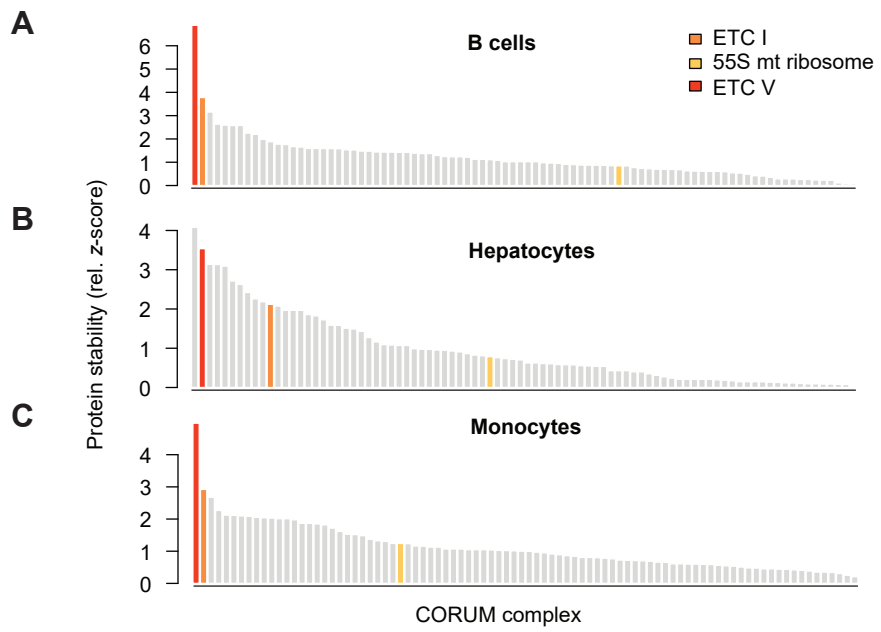 A
B cells
ETC I
55S mt ribosome
ETC V
6
5
4
3
2
1
0
Protein stability (rel. z-score)
B
Hepatocytes
4
3
2
1
0
C
Monocytes
4
3
2
1
0
CORUM complex